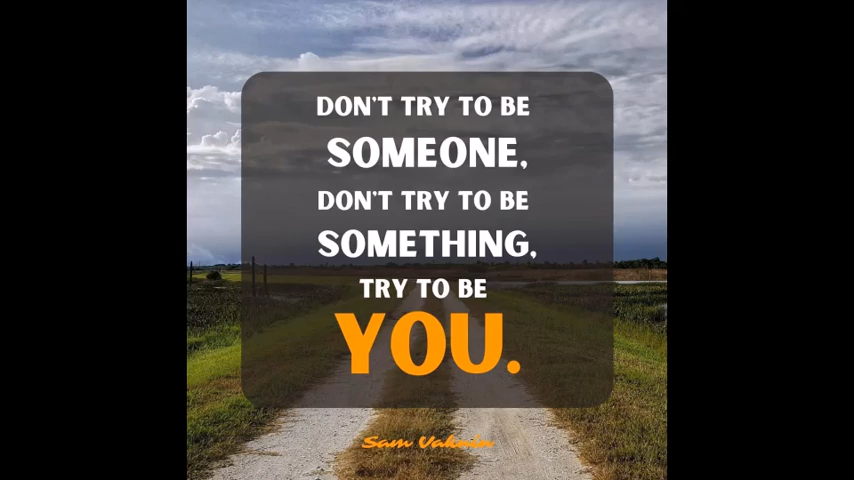 DON'T TRY TO BE
SOMEONE,
DON'T TRY TO BE
SOMETHING,
TRY TO BE
YOU.
Sam Vaknin